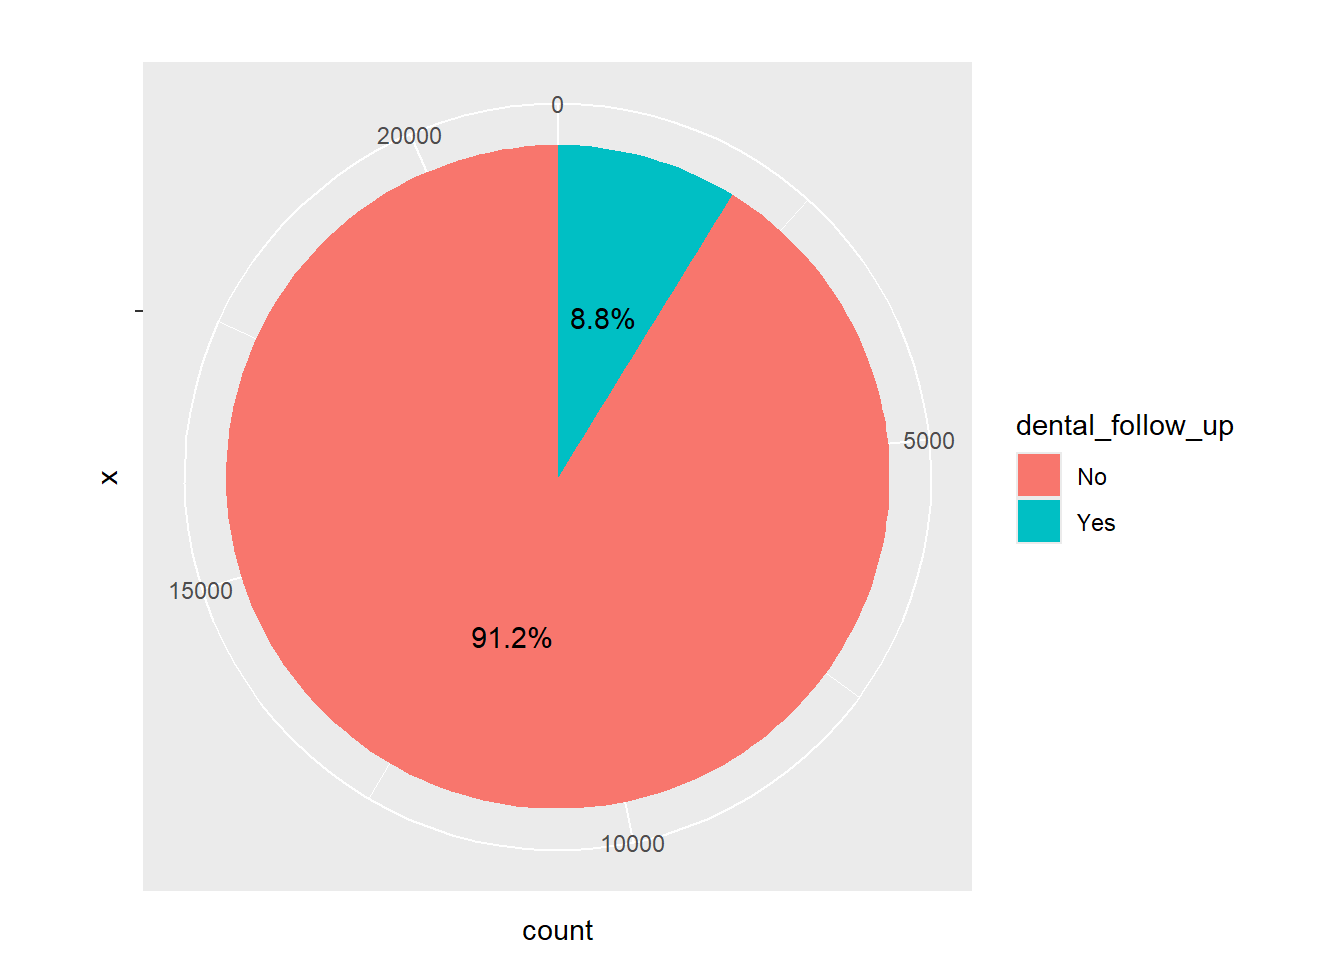 0
20000
8.8%
5000
x
15000
91.2%
10000
count
dental_follow_up
No
Yes